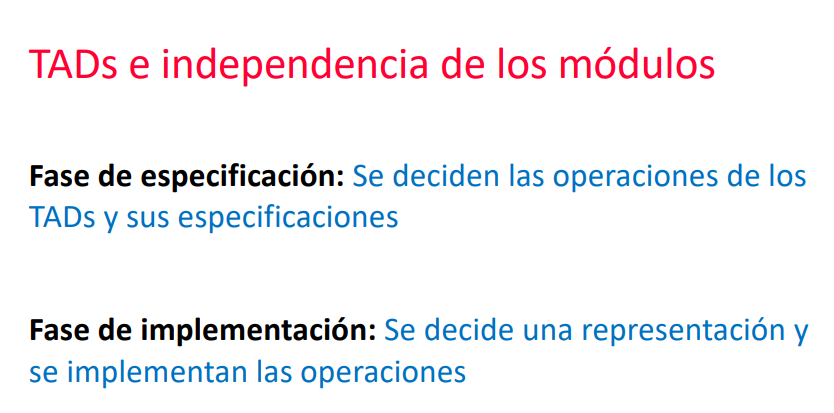 TADs e independencia de los módulos
Fase de especificación: Se deciden las operaciones de los
TADs y sus especificaciones
Fase de implementación: Se decide una representación y
se implementan las operaciones